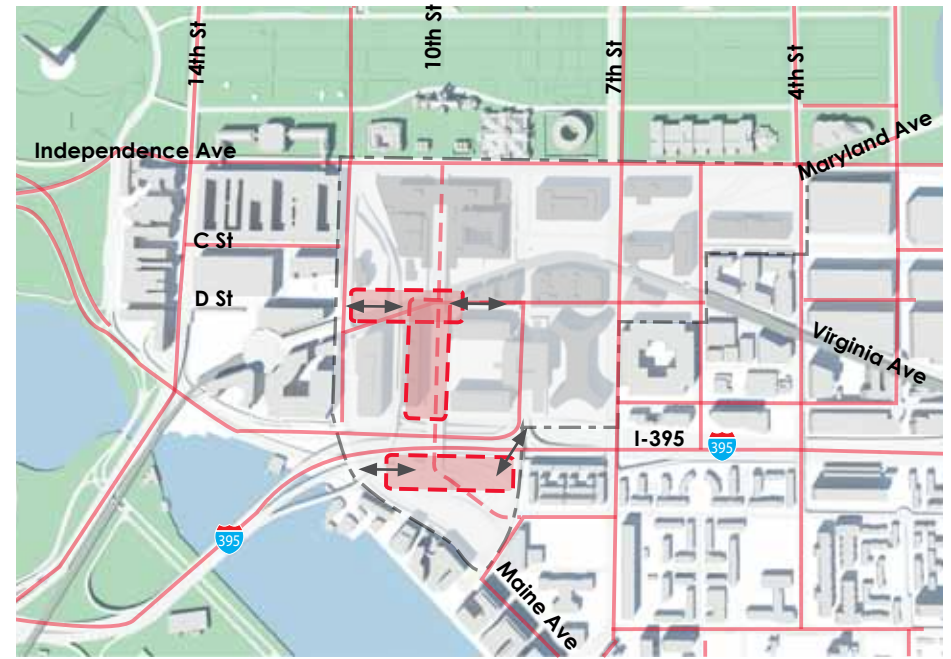 14th St
10th St
7th St
4th St
Independence Ave
Maryland Ave
C St
D St
Virginia Ave
I-395
395
395
Maine Ave